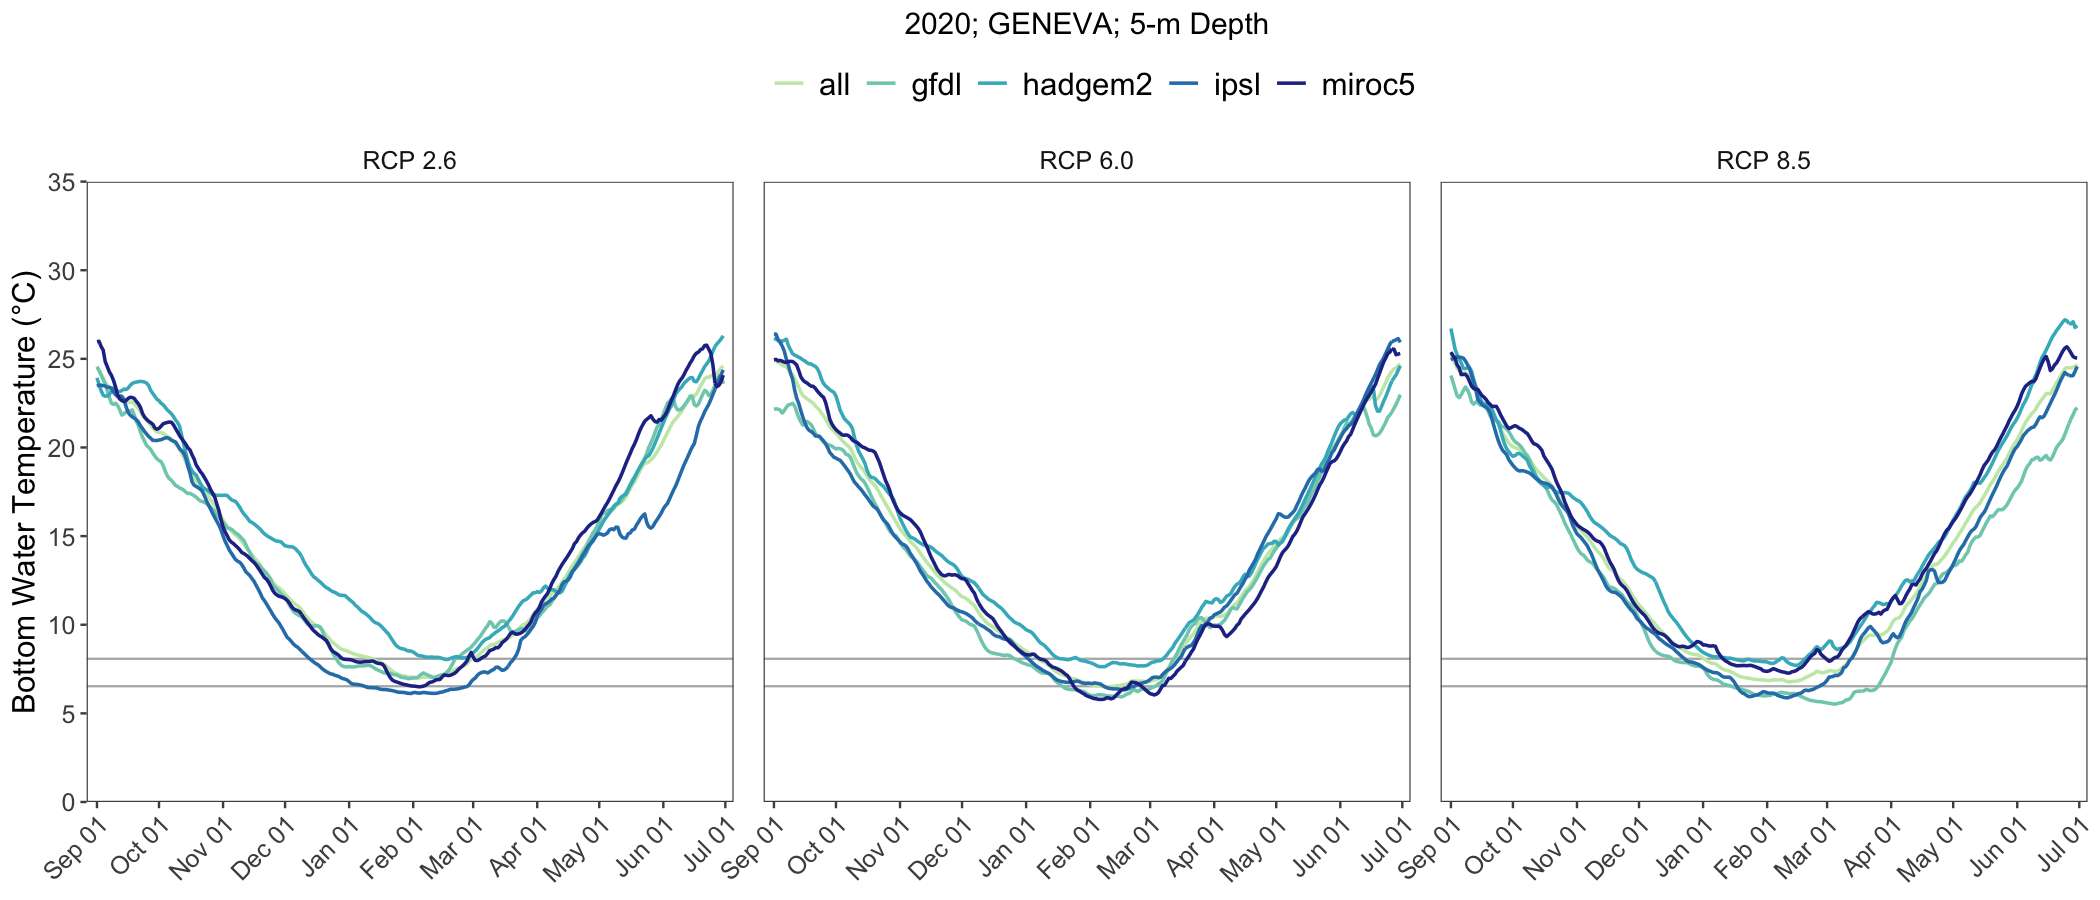 2020; GENEVA; 5-m Depth
all gfdl hadgem2 ipsl miroc5
RCP 2.6 RCP 6.0 RCP 8.5
Bottom Water Temperature (°C)
35
30
25
20
15
10
5
0
Sep 01 Oct 01 Nov 01 Dec 01 Jan 01 Feb 01 Mar 01 Apr 01 May 01 Jun 01 Jul 01 Sep 01 Oct 01 Nov 01 Dec 01 Jan 01 Feb 01 Mar 01 Apr 01 May 01 Jun 01 Jul 01 Sep 01 Oct 01 Nov 01 Dec 01 Jan 01 Feb 01 Mar 01 Apr 01 May 01 Jun 01 Jul 01